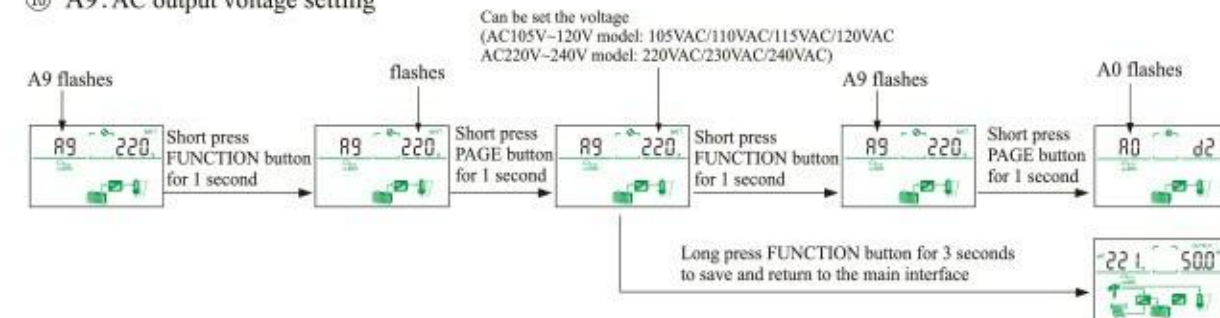 ⑩ A9: AC output voltage setting
Can be set the voltage
(AC105V~120V model: 105VAC/110VAC/115VAC/120VAC
AC220V~240V model: 220VAC/230VAC/240VAC)
A9 flashes
flashes
A9 flashes
A0 flashes
A9 220
Short press
FUNCTION button
for 1 second
A9 220
Short press
PAGE button
for 1 second
A9 220
Short press
FUNCTION button
for 1 second
A9 220
Short press
PAGE button
for 1 second
A0 d2
Long press FUNCTION button for 3 seconds
to save and return to the main interface
221 50.0